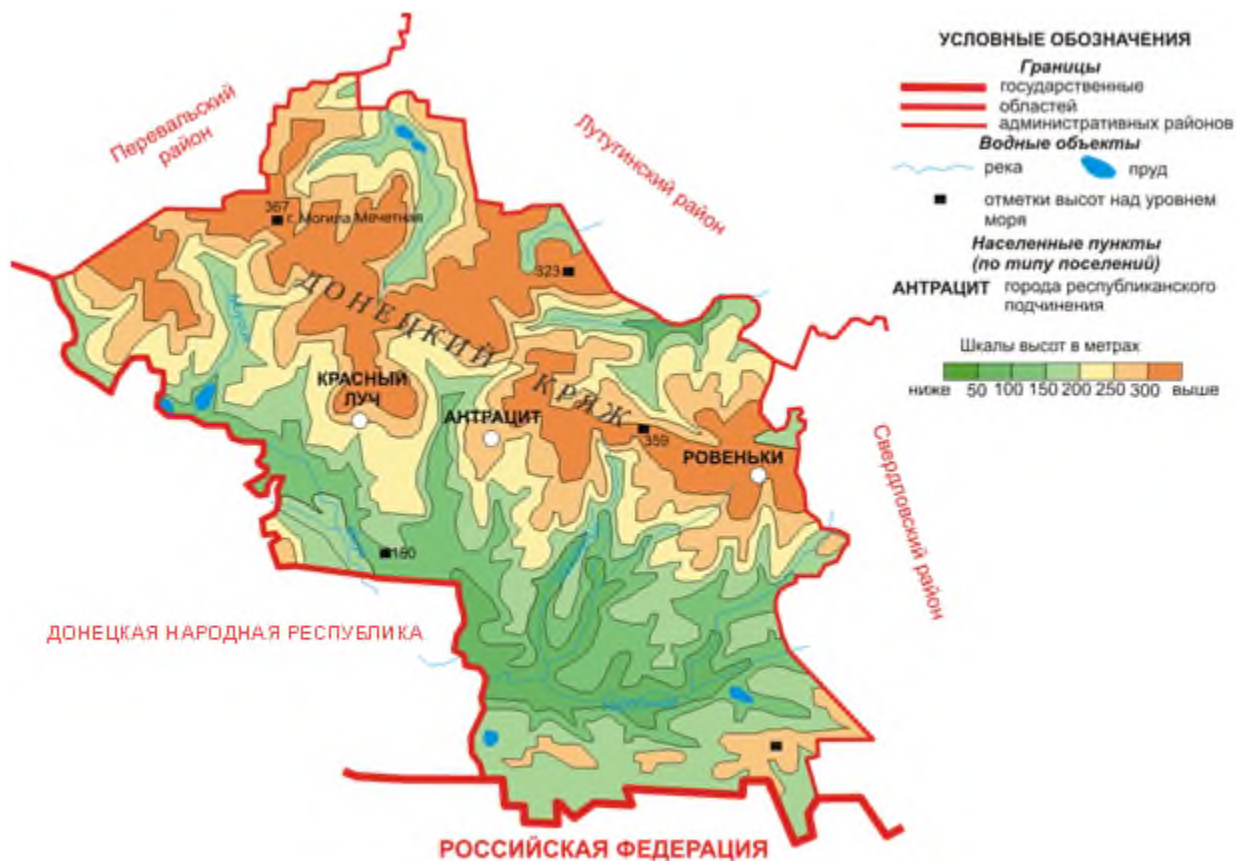 УСЛОВНЫЕ ОБОЗНАЧЕНИЯ
Границы
государственные
областей
административных районов
Водные объекты
река
пруд
отметки высот над уровнем
моря
Населенные пункты
(по типу поселений)
АНТРАЦИТ
города республиканского
подчинения
Шкалы высот в метрах
ниже 50 100 150 200 250 300 выше
Перевальский
район
Лутугинский район
367
г. Могила Мечетная
323
ДОНЕЦКИЙ КРЯЖ
КРАСНЫЙ
ЛУЧ
АНТРАЦИТ
359
РОВЕНЬКИ
Свердловский район
160
ДОНЕЦКАЯ НАРОДНАЯ РЕСПУБЛИКА
РОССИЙСКАЯ ФЕДЕРАЦИЯ